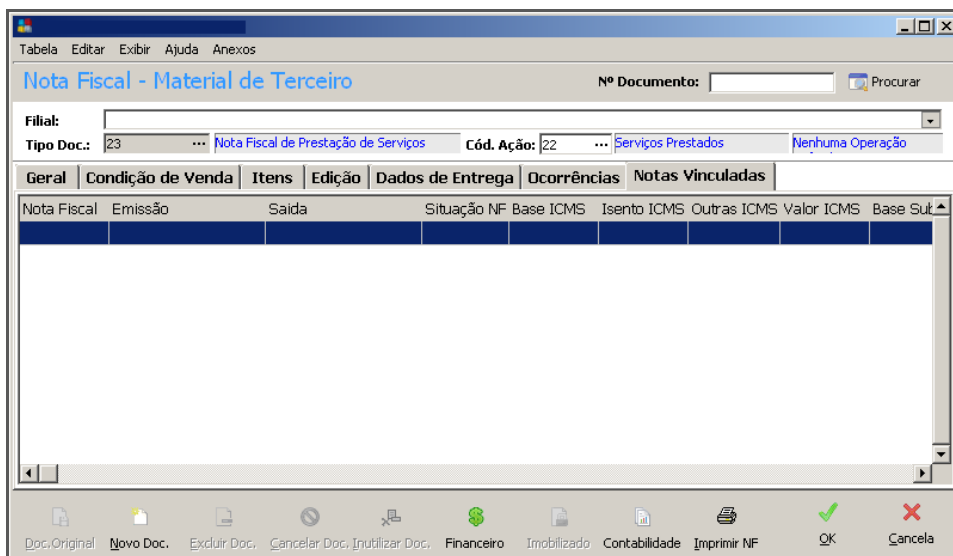 Tabela Editar Exibir Ajuda Anexos
Nota Fiscal - Material de Terceiro Nº Documento: Procurar
Filial:
Tipo Doc.: 23 ... Nota Fiscal de Prestação de Serviços Cód. Ação: 22 ... Serviços Prestados Nenhuma Operação
Geral Condição de Venda Itens Edição Dados de Entrega Ocorrências Notas Vinculadas
Nota Fiscal Emissão Saida Situação NF Base ICMS Isento ICMS Outras ICMS Valor ICMS Base Sub
Doc.Original Novo Doc. Excluir Doc. Cancelar Doc. Inutilizar Doc. Financeiro Imobilizado Contabilidade Imprimir NF OK Cancela